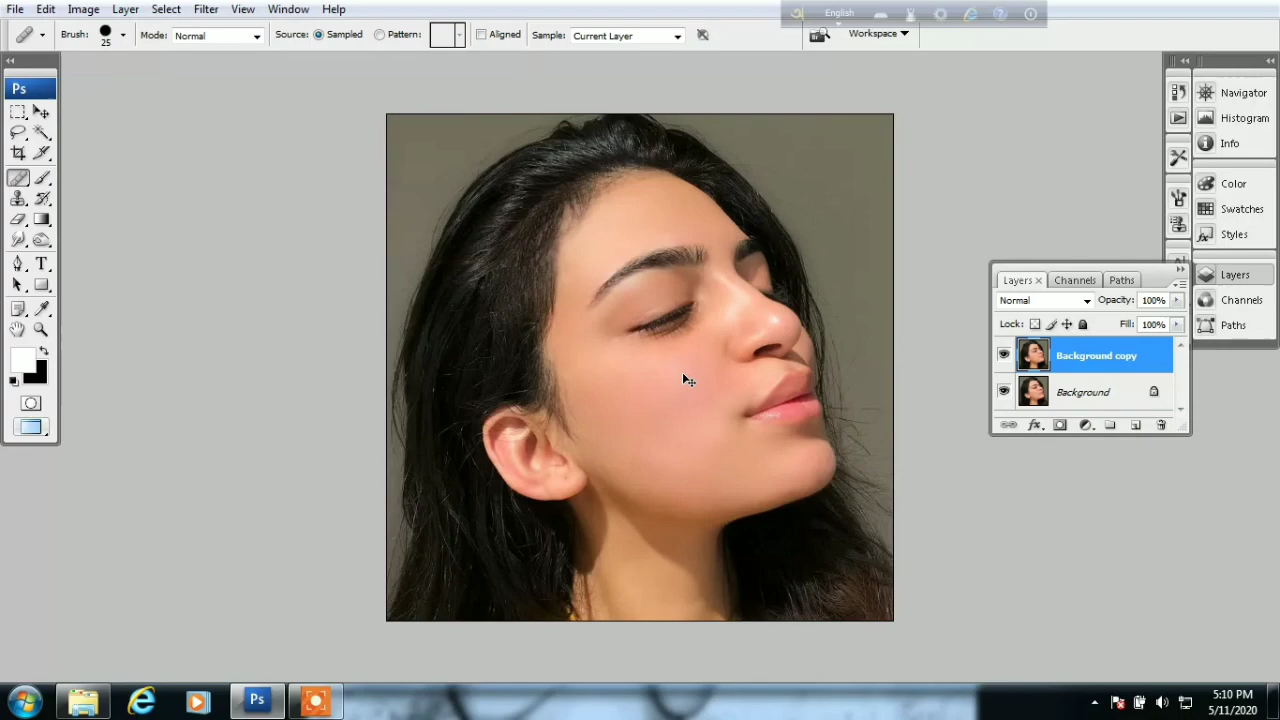 File Edit Image Layer Select Filter View Window Help
English
Brush: 25 Mode: Normal Source: Sampled Pattern: Aligned Sample: Current Layer Workspace
Ps
Navigator
Histogram
Info
Color
Swatches
Styles
Layers
Channels
Paths
Layers Channels Paths
Normal Opacity: 100%
Lock: Fill: 100%
Background copy
Background
fx
Ps
5:10 PM
5/11/2020